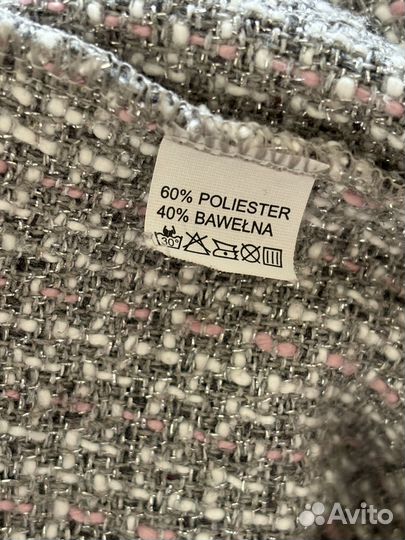 60% POLIESTER
40% BAWEŁNA
30°
Avito